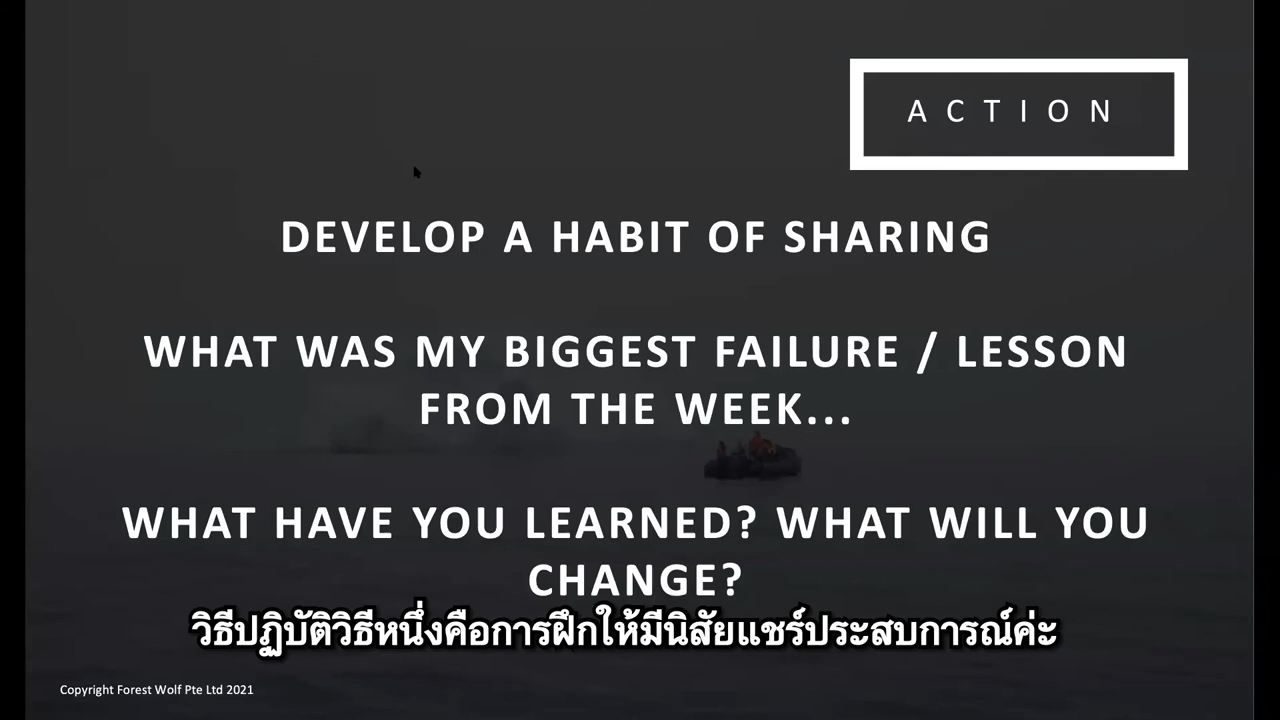 ACTION
DEVELOP A HABIT OF SHARING
WHAT WAS MY BIGGEST FAILURE / LESSON
FROM THE WEEK...
WHAT HAVE YOU LEARNED? WHAT WILL YOU
CHANGE?
วิธีปฏิบัติวิธีหนึ่งคือการฝึกให้มีนิสัยแชร์ประสบการณ์ค่ะ
Copyright Forest Wolf Pte Ltd 2021